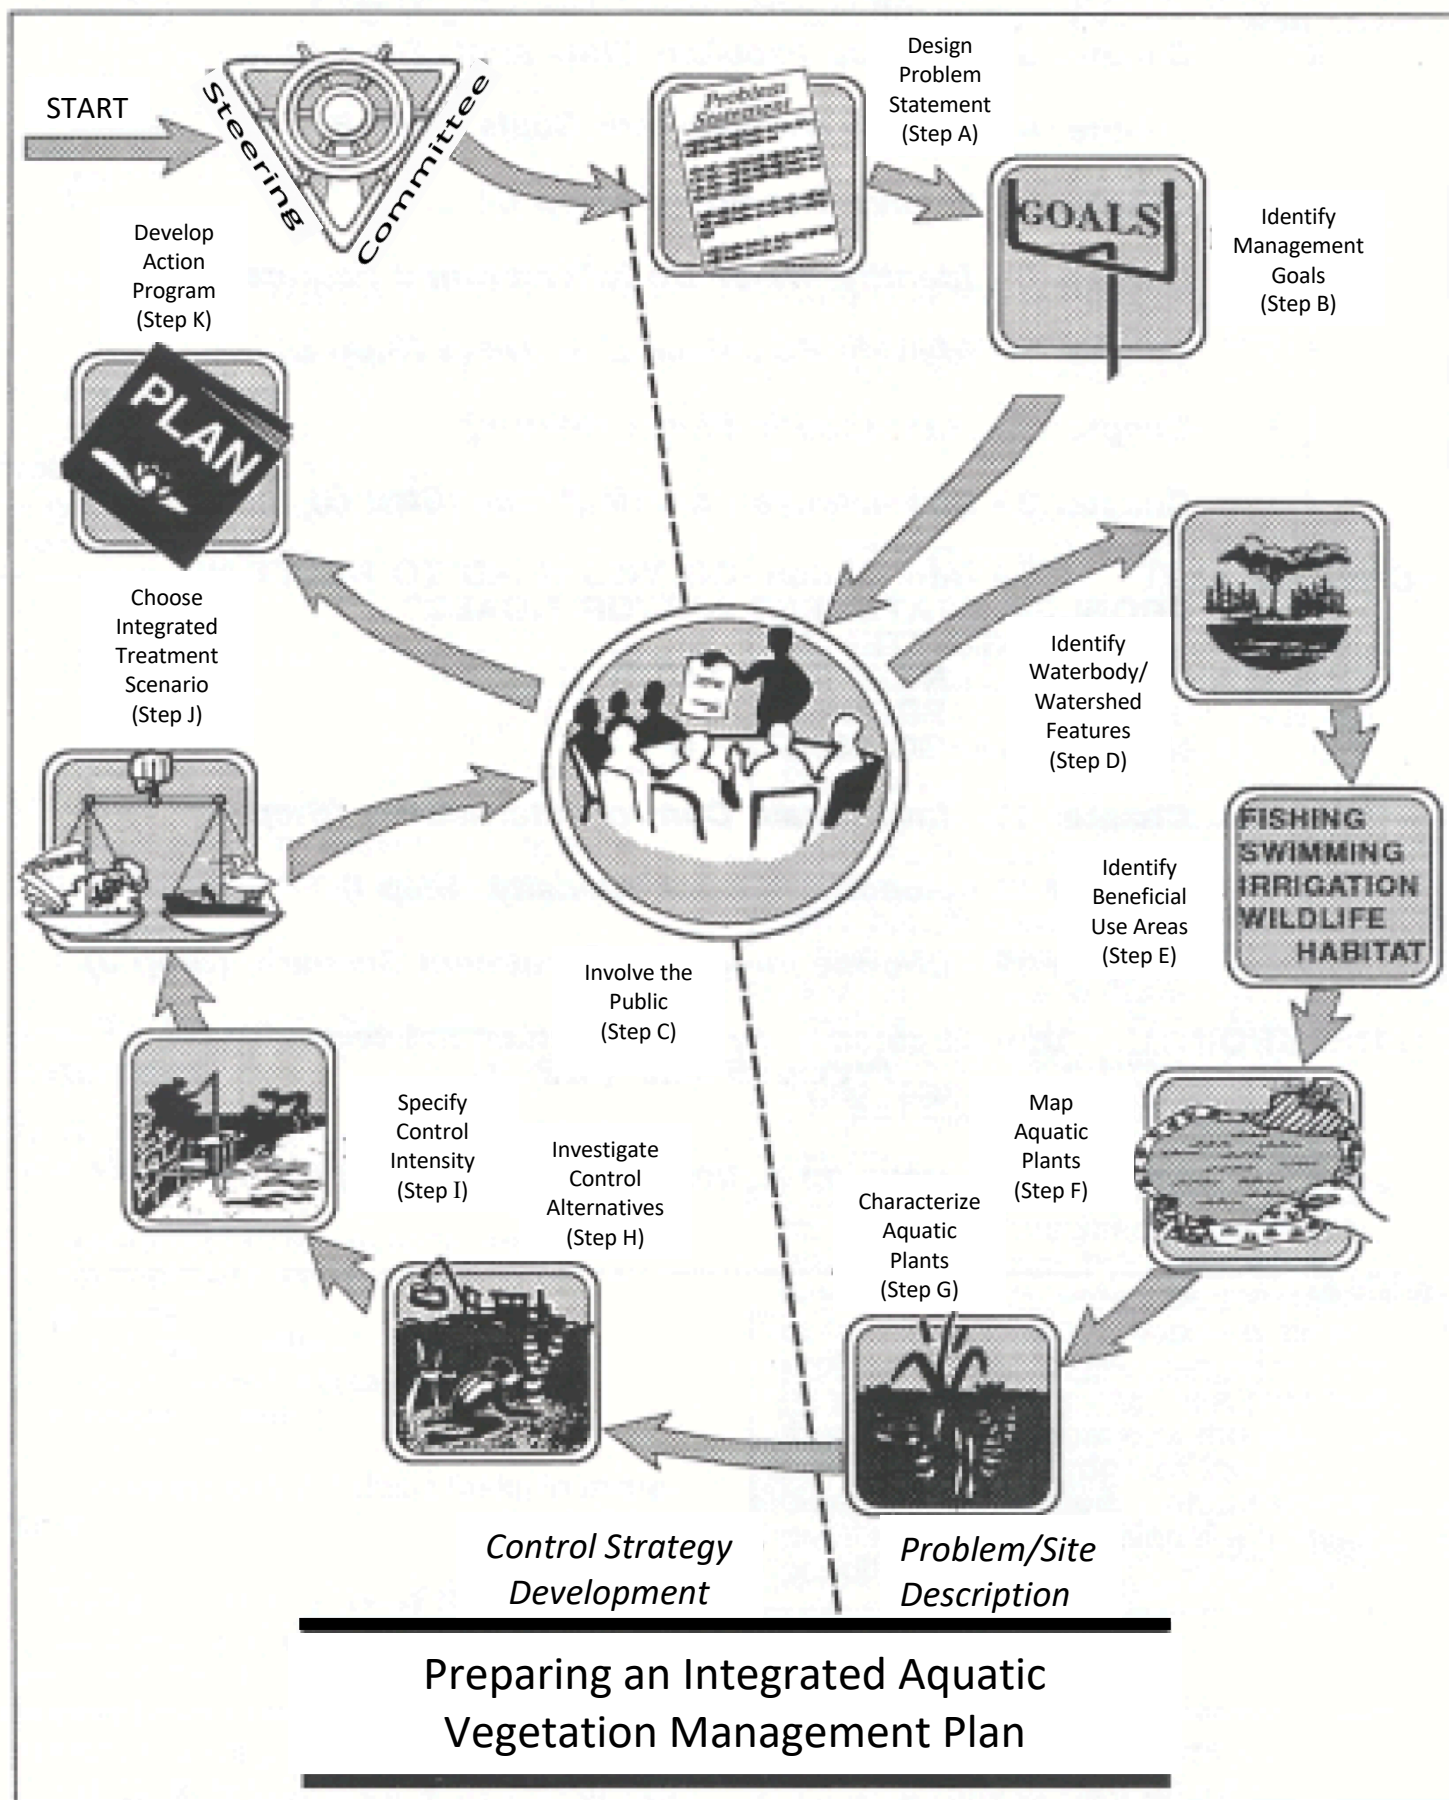 START
Steering
Committee
Problem
Statement
Design
Problem
Statement
(Step A)
GOALS
Identify
Management
Goals
(Step B)
Develop
Action
Program
(Step K)
PLAN
Choose
Integrated
Treatment
Scenario
(Step J)
Identify
Waterbody/
Watershed
Features
(Step D)
FISHING
SWIMMING
IRRIGATION
WILDLIFE
HABITAT
Identify
Beneficial
Use Areas
(Step E)
Involve the
Public
(Step C)
Map
Aquatic
Plants
(Step F)
Characterize
Aquatic
Plants
(Step G)
Specify
Control
Intensity
(Step I)
Investigate
Control
Alternatives
(Step H)
Control Strategy
Development
Problem/Site
Description
Preparing an Integrated Aquatic
Vegetation Management Plan